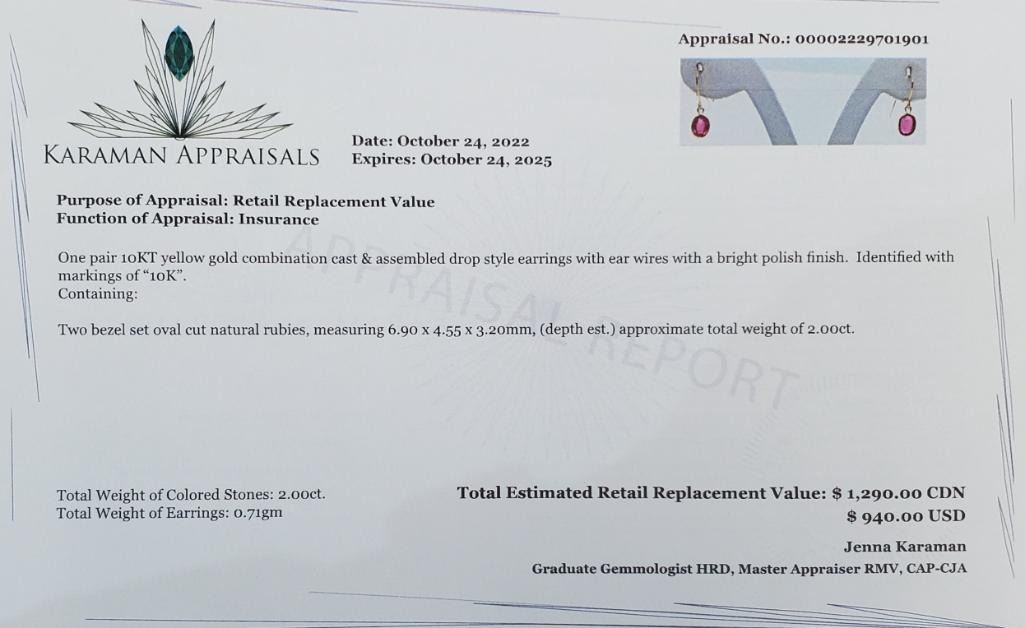 Appraisal No.: 00002229701901
KARAMAN APPRAISALS
Date: October 24, 2022
Expires: October 24, 2025
Purpose of Appraisal: Retail Replacement Value
Function of Appraisal: Insurance
One pair 10KT yellow gold combination cast & assembled drop style earrings with ear wires with a bright polish finish.  Identified with
markings of “10K”.
Containing:
Two bezel set oval cut natural rubies, measuring 6.90 x 4.55 x 3.20mm, (depth est.) approximate total weight of 2.00ct.
APPRAISAL REPORT
Total Weight of Colored Stones: 2.00ct.
Total Weight of Earrings: 0.71gm
Total Estimated Retail Replacement Value: $ 1,290.00 CDN
$ 940.00 USD
Jenna Karaman
Graduate Gemmologist HRD, Master Appraiser RMV, CAP-CJA